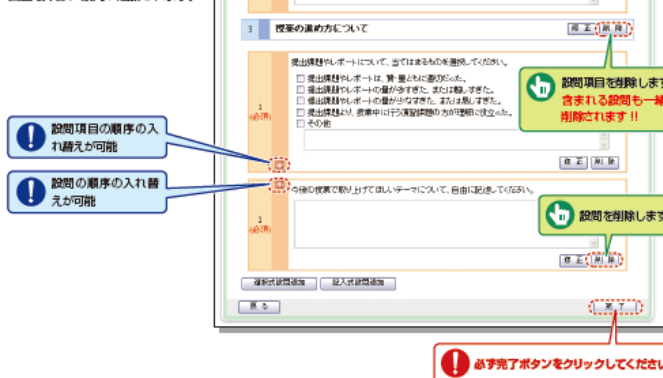 3 授業の進め方について
修 正
削 除
提出課題やレポートについて、当てはまるものを選択してください。
提出課題やレポートは、質・量ともに適切だった。
提出課題やレポートの量が多すぎた、または難しすぎた。
提出課題やレポートの量が少なすぎた、または易しすぎた。
提出課題より、授業中に行う演習課題の方が理解に役立った。
その他
1
(必須)
修 正
削 除
設問項目を削除します
含まれる設問も一緒
削除されます !!
設問項目の順序の入
れ替えが可能
設問の順序の入れ替
えが可能
今後の授業で取り上げてほしいテーマについて、自由に記述してください。
2
(必須)
設問を削除します
修 正
削 除
選択式設問追加
記入式設問追加
戻 る
完 了
必ず完了ボタンをクリックしてください